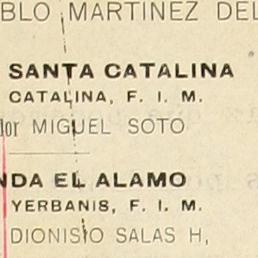 BLO MARTINEZ DEL
SANTA CATALINA
CATALINA, F. I. M.
dor MIGUEL SOTO
NDA EL ALAMO
YERBANIS, F. I. M.
DIONISIO SALAS H,